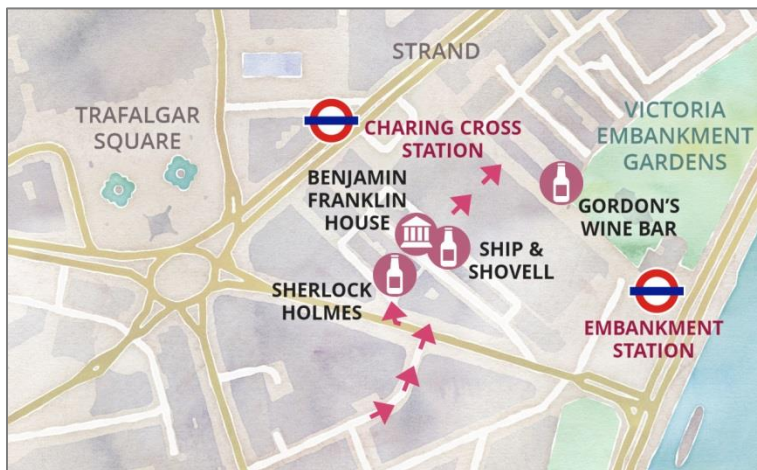 STRAND
TRAFALGAR
SQUARE
CHARING CROSS
STATION
VICTORIA
EMBANKMENT
GARDENS
BENJAMIN
FRANKLIN
HOUSE
GORDON'S
WINE BAR
SHIP &
SHOVELL
SHERLOCK
HOLMES
EMBANKMENT
STATION